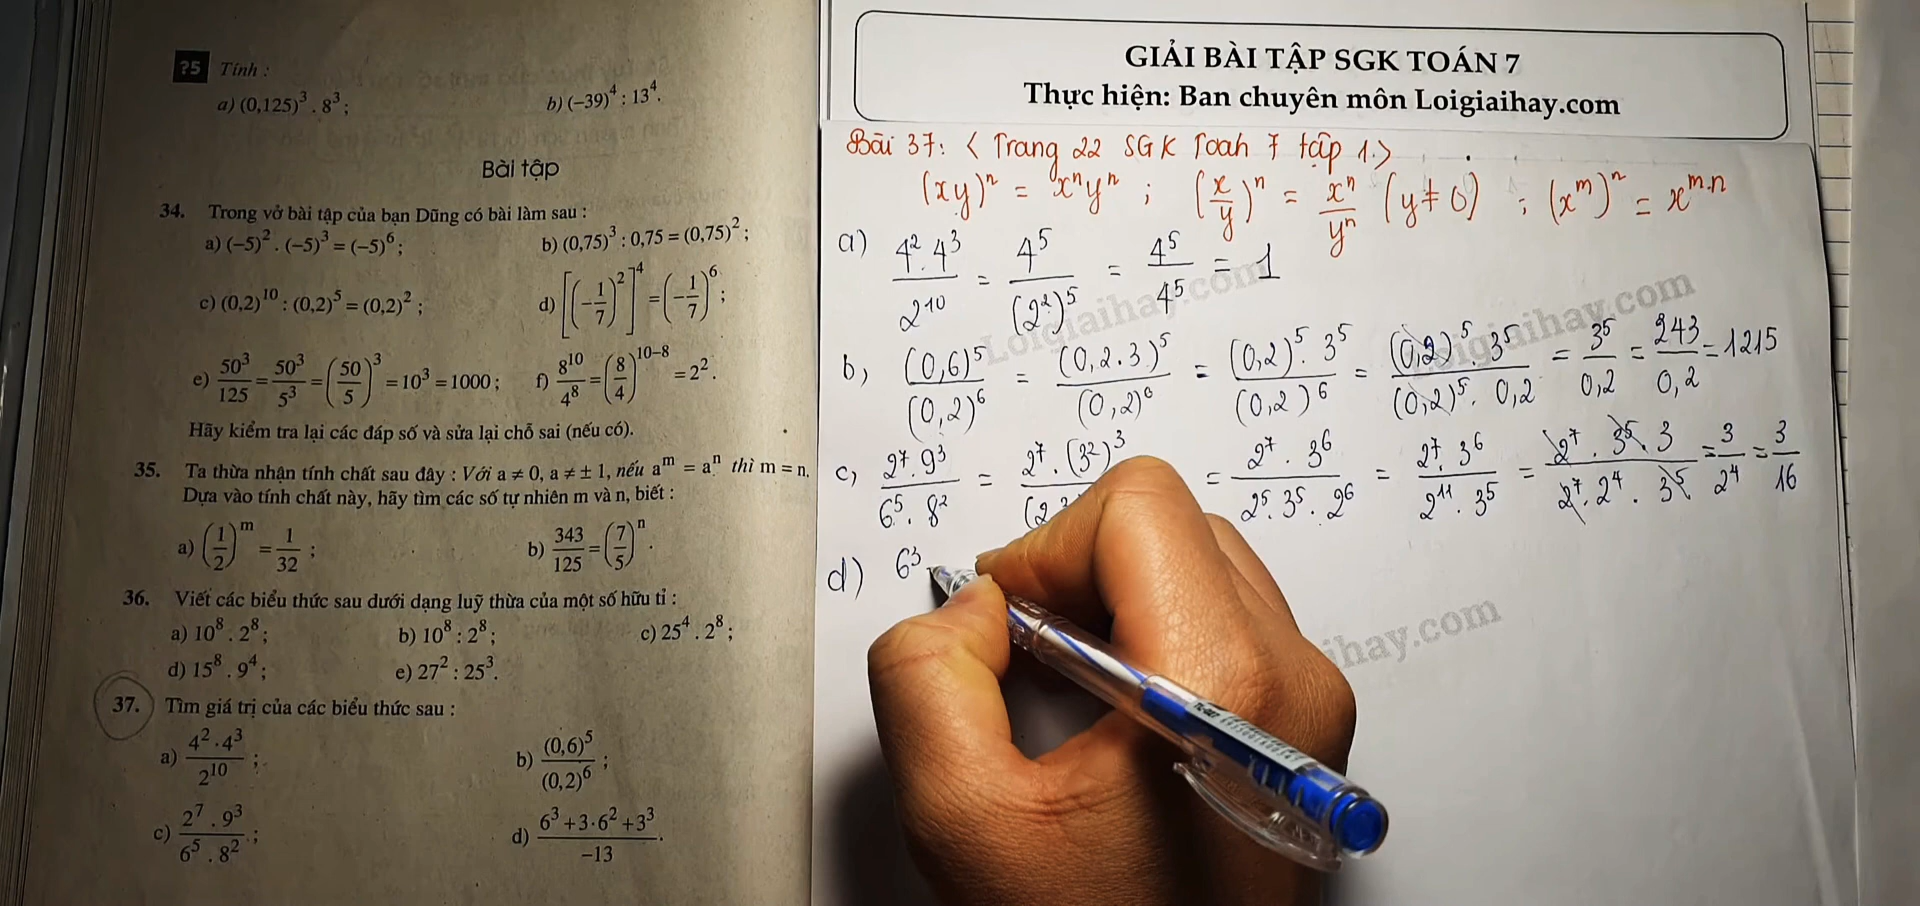 ?5 Tính :
a) (0,125)³ . 8³ ; b) (–39)⁴ : 13⁴.
Bài tập
34. Trong vở bài tập của bạn Dũng có bài làm sau :
a) (–5)² . (–5)³ = (–5)⁶ ; b) (0,75)³ : 0,75 = (0,75)² ;
c) (0,2)¹⁰ : (0,2)⁵ = (0,2)² ; d) [(–1/7)²]⁴ = (–1/7)⁶ ;
e) 50³/125 = 50³/5³ = (50/5)³ = 10³ = 1000 ; f) 8¹⁰/4⁸ = (8/4)¹⁰⁻⁸ = 2² .
Hãy kiểm tra lại các đáp số và sửa lại chỗ sai (nếu có).
35. Ta thừa nhận tính chất sau đây : Với a ≠ 0, a ≠ ± 1, nếu aᵐ = aⁿ thì m = n.
Dựa vào tính chất này, hãy tìm các số tự nhiên m và n, biết :
a) (1/2)ᵐ = 1/32 ; b) 343/125 = (7/5)ⁿ .
36. Viết các biểu thức sau dưới dạng luỹ thừa của một số hữu tỉ :
a) 10⁸ . 2⁸ ; b) 10⁸ : 2⁸ ; c) 25⁴ . 2⁸ ;
d) 15⁸ . 9⁴ ; e) 27² : 25³.
37. Tìm giá trị của các biểu thức sau :
a) 4² . 4³/2¹⁰ ; b) (0,6)⁵/(0,2)⁶ ;
c) 2⁷ . 9³/6⁵ . 8² ; d) 6³ + 3 . 6² + 3³/–13 .
GIẢI BÀI TẬP SGK TOÁN 7
Thực hiện: Ban chuyên môn Loigiaihay.com
Bài 37: < Trang 22 SGK Toán 7 tập 1.>
(xy)ⁿ = xⁿyⁿ ; (x/y)ⁿ = xⁿ/yⁿ (y ≠ 0) ; (xᵐ)ⁿ = xᵐ·ⁿ
a) 4² . 4³/2¹⁰ = 4⁵/(2²)⁵ = 4⁵/4⁵ = 1
b, (0,6)⁵/(0,2)⁶ = (0,2.3)⁵/(0,2)⁶ = (0,2)⁵. 3⁵/(0,2)⁶ = (0,2)⁵. 3⁵/(0,2)⁵. 0,2 = 3⁵/0,2 = 243/0,2 = 1215
c, 2⁷. 9³/6⁵. 8² = 2⁷. (3²)³/(2 = 2⁷. 3⁶/2⁵. 3⁵. 2⁶ = 2⁷. 3⁶/2¹¹. 3⁵ = 2⁷. 3⁵. 3/2⁷. 2⁴. 3⁵ = 3/2⁴ = 3/16
d) 6³
Loigiaihay.com
Loigiaihay.com
iaihay.com